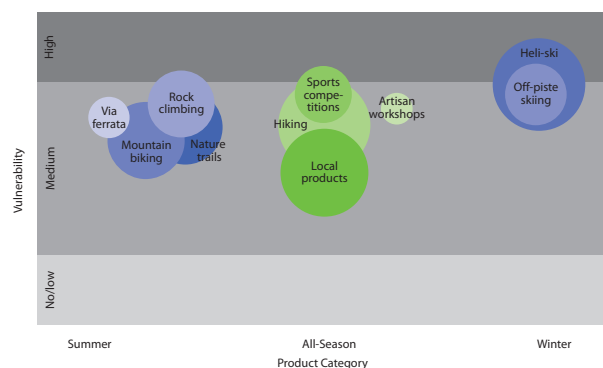 High
Medium
No/low
Vulnerability
Via
ferrata
Rock
climbing
Mountain
biking
Nature
trails
Sports
compe-
titions
Hiking
Local
products
Artisan
workshops
Heli-ski
Off-piste
skiing
Summer
All-Season
Winter
Product Category